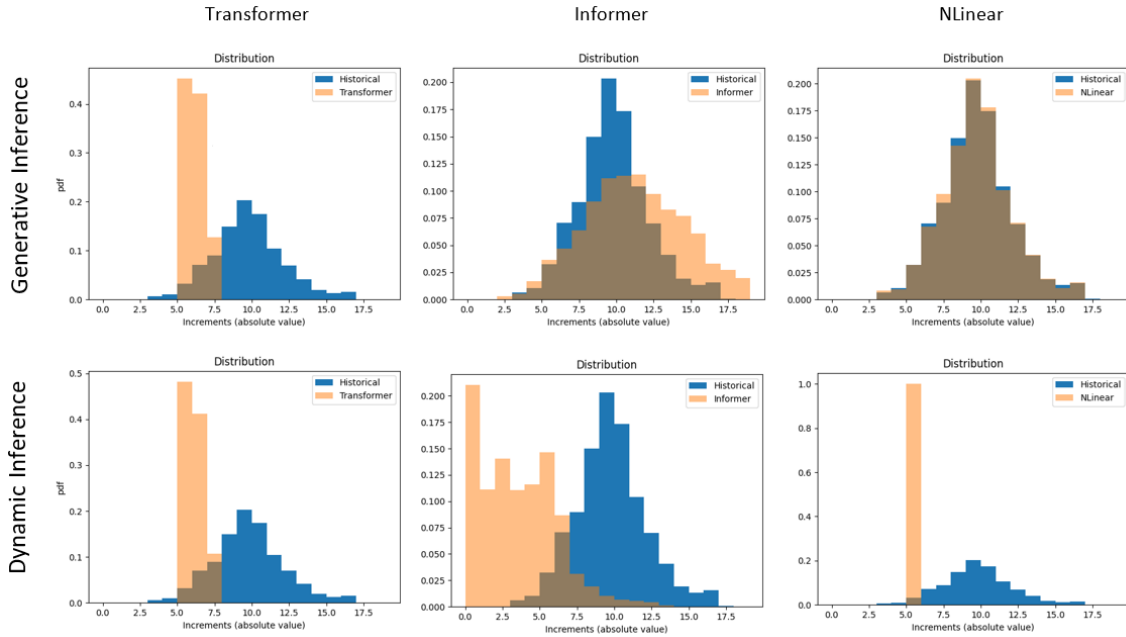 Transformer
Informer
NLinear
Generative Inference
Distribution
Historical
Transformer
pdf
0.4
0.3
0.2
0.1
0.0
0.0 2.5 5.0 7.5 10.0 12.5 15.0 17.5
Increments (absolute value)
Distribution
Historical
Informer
0.200
0.175
0.150
0.125
0.100
0.075
0.050
0.025
0.000
0.0 2.5 5.0 7.5 10.0 12.5 15.0 17.5
Increments (absolute value)
Distribution
Historical
NLinear
0.200
0.175
0.150
0.125
0.100
0.075
0.050
0.025
0.000
0.0 2.5 5.0 7.5 10.0 12.5 15.0 17.5
Increments (absolute value)
Dynamic Inference
Distribution
Historical
Transformer
pdf
0.5
0.4
0.3
0.2
0.1
0.0
0.0 2.5 5.0 7.5 10.0 12.5 15.0 17.5
Increments (absolute value)
Distribution
Historical
Informer
0.200
0.175
0.150
0.125
0.100
0.075
0.050
0.025
0.000
0.0 2.5 5.0 7.5 10.0 12.5 15.0 17.5
Increments (absolute value)
Distribution
Historical
NLinear
1.0
0.8
0.6
0.4
0.2
0.0
0.0 2.5 5.0 7.5 10.0 12.5 15.0 17.5
Increments (absolute value)